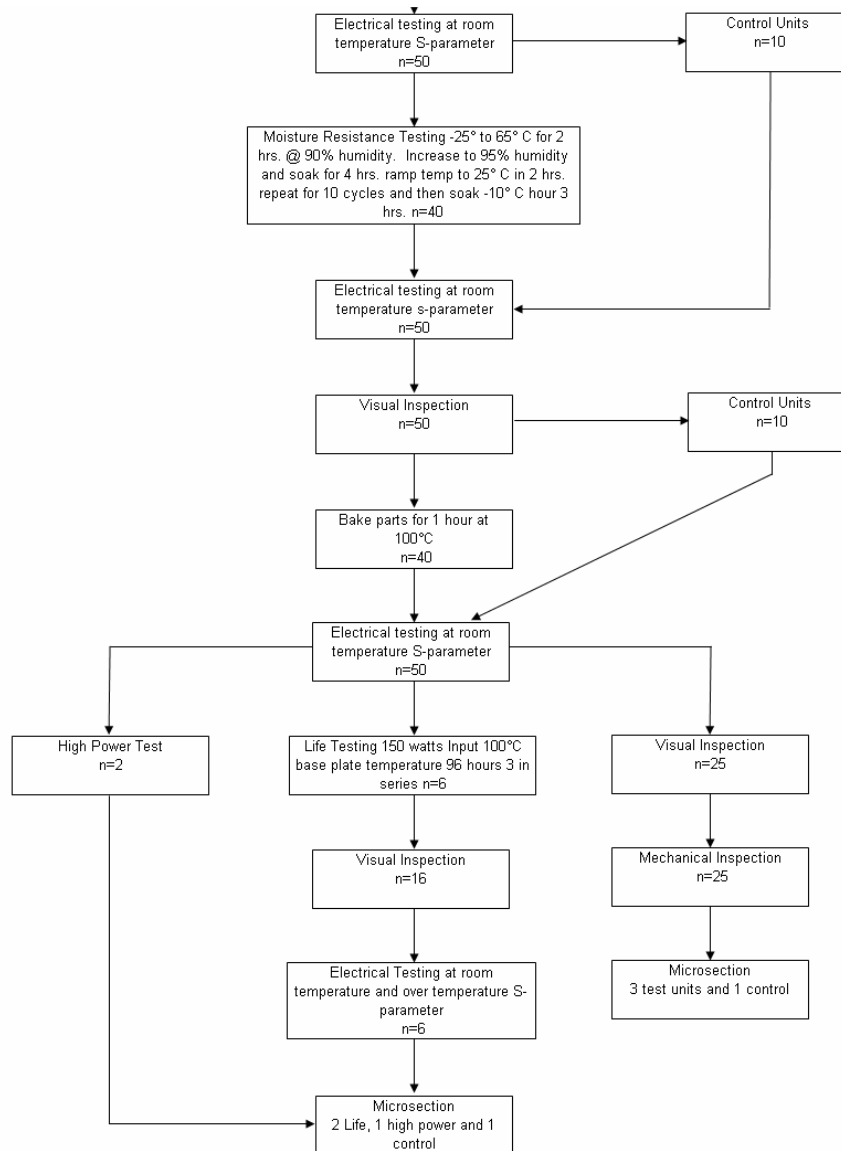 Electrical testing at room
temperature S-parameter
n=50
Control Units
n=10
Moisture Resistance Testing -25° to 65° C for 2
hrs. @ 90% humidity.  Increase to 95% humidity
and soak for 4 hrs. ramp temp to 25° C in 2 hrs.
repeat for 10 cycles and then soak -10° C hour 3
hrs. n=40
Electrical testing at room
temperature s-parameter
n=50
Visual Inspection
n=50
Control Units
n=10
Bake parts for 1 hour at
100°C
n=40
Electrical testing at room
temperature S-parameter
n=50
High Power Test
n=2
Life Testing 150 watts Input 100°C
base plate temperature 96 hours 3 in
series n=6
Visual Inspection
n=25
Visual Inspection
n=16
Mechanical Inspection
n=25
Electrical Testing at room
temperature and over temperature S-
parameter
n=6
Microsection
3 test units and 1 control
Microsection
2 Life, 1 high power and 1
control